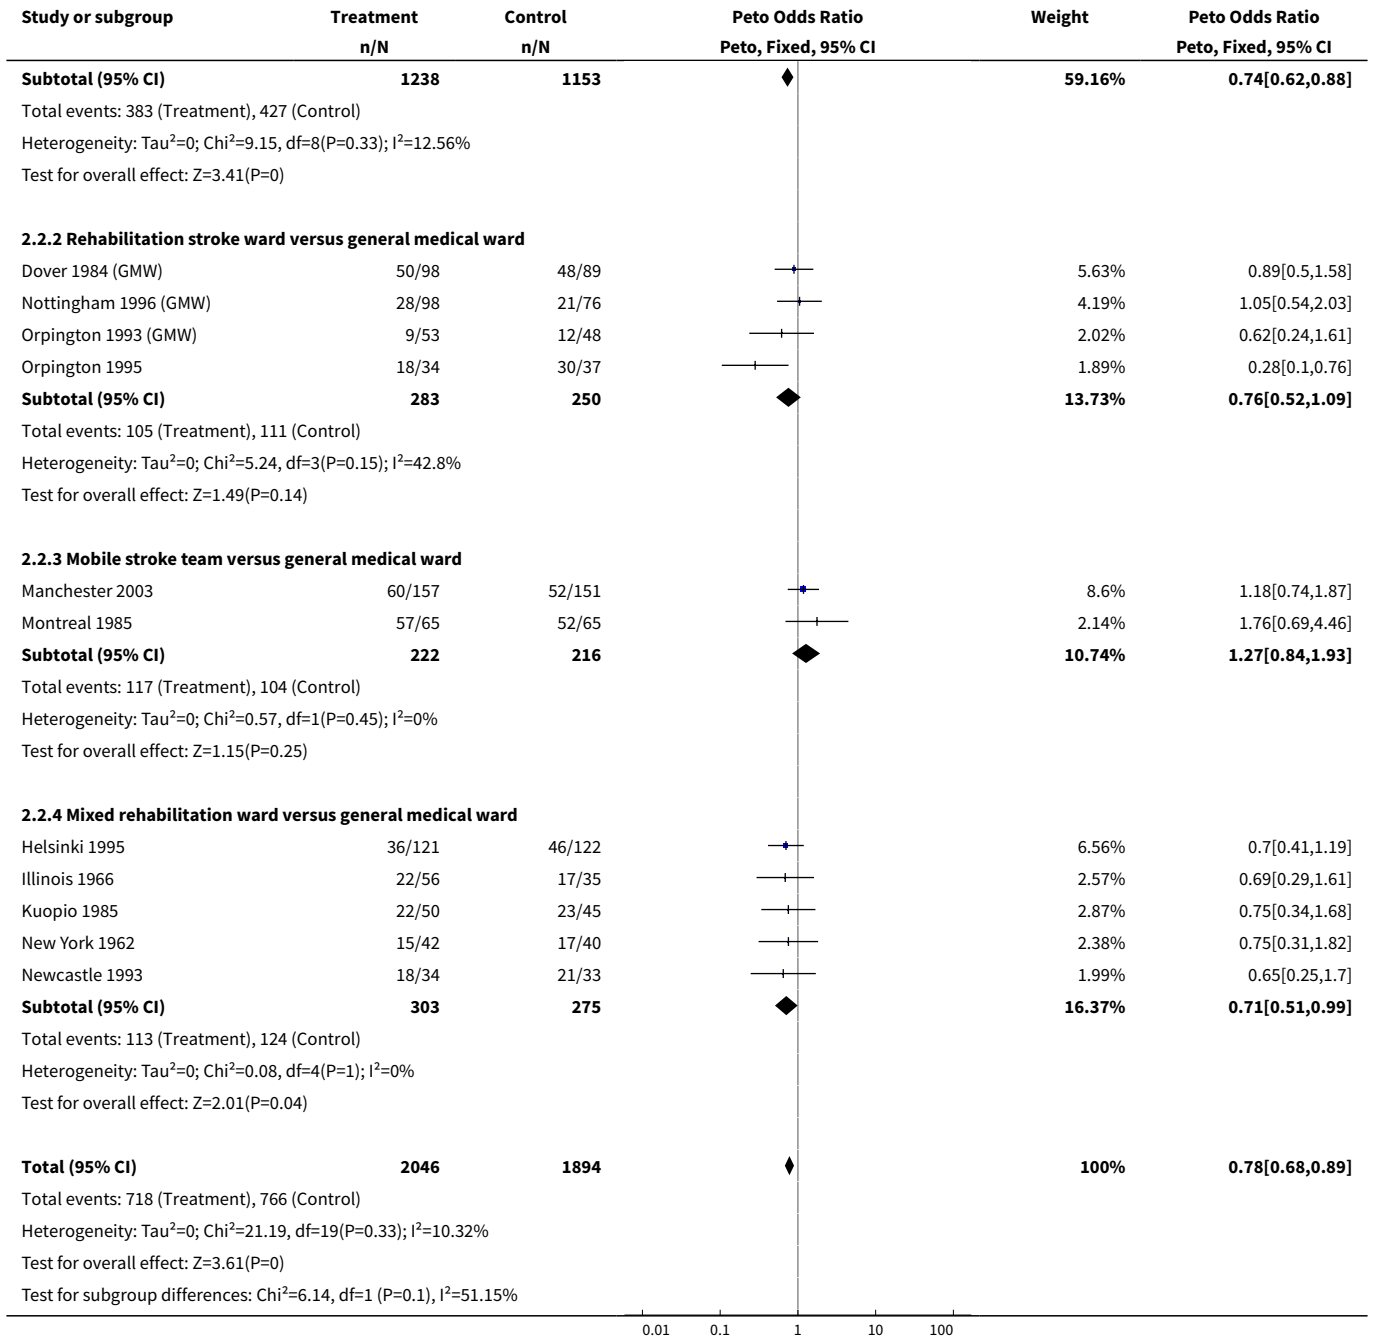 Study or subgroup Treatment Control Peto Odds Ratio Weight Peto Odds Ratio
n/N n/N Peto, Fixed, 95% CI Peto, Fixed, 95% CI
Subtotal (95% CI) 1238 1153 59.16% 0.74[0.62,0.88]
Total events: 383 (Treatment), 427 (Control)
Heterogeneity: Tau²=0; Chi²=9.15, df=8(P=0.33); I²=12.56%
Test for overall effect: Z=3.41(P=0)
2.2.2 Rehabilitation stroke ward versus general medical ward
Dover 1984 (GMW) 50/98 48/89 5.63% 0.89[0.5,1.58]
Nottingham 1996 (GMW) 28/98 21/76 4.19% 1.05[0.54,2.03]
Orpington 1993 (GMW) 9/53 12/48 2.02% 0.62[0.24,1.61]
Orpington 1995 18/34 30/37 1.89% 0.28[0.1,0.76]
Subtotal (95% CI) 283 250 13.73% 0.76[0.52,1.09]
Total events: 105 (Treatment), 111 (Control)
Heterogeneity: Tau²=0; Chi²=5.24, df=3(P=0.15); I²=42.8%
Test for overall effect: Z=1.49(P=0.14)
2.2.3 Mobile stroke team versus general medical ward
Manchester 2003 60/157 52/151 8.6% 1.18[0.74,1.87]
Montreal 1985 57/65 52/65 2.14% 1.76[0.69,4.46]
Subtotal (95% CI) 222 216 10.74% 1.27[0.84,1.93]
Total events: 117 (Treatment), 104 (Control)
Heterogeneity: Tau²=0; Chi²=0.57, df=1(P=0.45); I²=0%
Test for overall effect: Z=1.15(P=0.25)
2.2.4 Mixed rehabilitation ward versus general medical ward
Helsinki 1995 36/121 46/122 6.56% 0.7[0.41,1.19]
Illinois 1966 22/56 17/35 2.57% 0.69[0.29,1.61]
Kuopio 1985 22/50 23/45 2.87% 0.75[0.34,1.68]
New York 1962 15/42 17/40 2.38% 0.75[0.31,1.82]
Newcastle 1993 18/34 21/33 1.99% 0.65[0.25,1.7]
Subtotal (95% CI) 303 275 16.37% 0.71[0.51,0.99]
Total events: 113 (Treatment), 124 (Control)
Heterogeneity: Tau²=0; Chi²=0.08, df=4(P=1); I²=0%
Test for overall effect: Z=2.01(P=0.04)
Total (95% CI) 2046 1894 100% 0.78[0.68,0.89]
Total events: 718 (Treatment), 766 (Control)
Heterogeneity: Tau²=0; Chi²=21.19, df=19(P=0.33); I²=10.32%
Test for overall effect: Z=3.61(P=0)
Test for subgroup differences: Chi²=6.14, df=1 (P=0.1), I²=51.15%
0.01 0.1 1 10 100